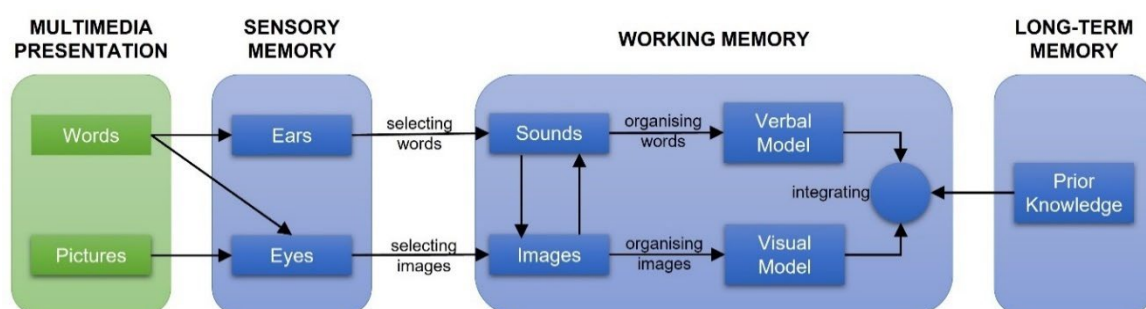 MULTIMEDIA
PRESENTATION
SENSORY
MEMORY
WORKING MEMORY
LONG-TERM
MEMORY
Words
Ears
selecting
words
Sounds
organising
words
Verbal
Model
integrating
Prior
Knowledge
Pictures
Eyes
selecting
images
Images
organising
images
Visual
Model